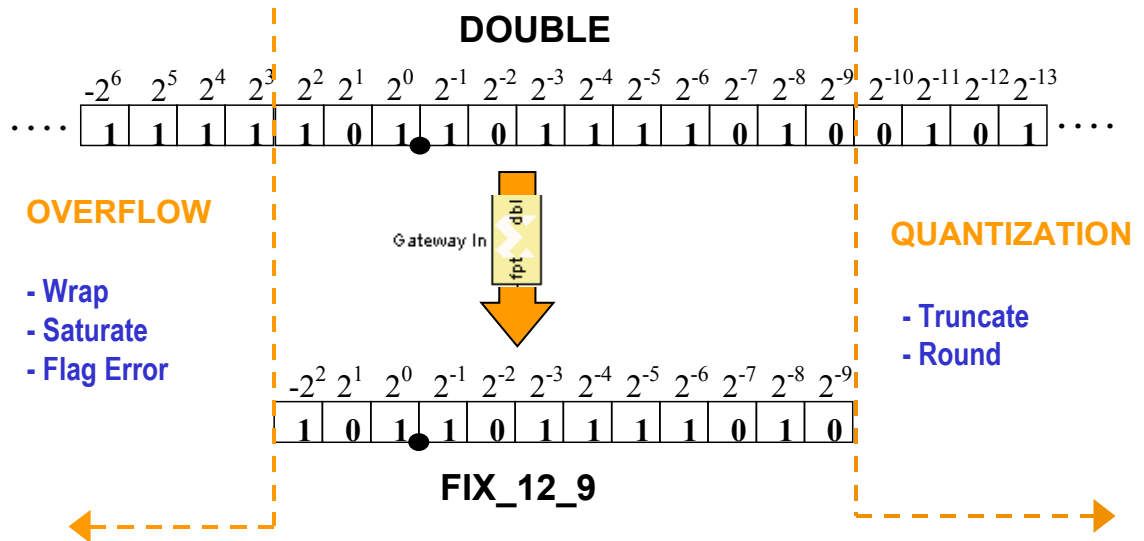 DOUBLE
-2^6 2^5 2^4 2^3 2^2 2^1 2^0 2^-1 2^-2 2^-3 2^-4 2^-5 2^-6 2^-7 2^-8 2^-9 2^-10 2^-11 2^-12 2^-13
.... 1 1 1 1 1 0 1 1 0 1 1 1 1 0 1 0 0 1 0 1 ....
OVERFLOW
- Wrap
- Saturate
- Flag Error
Gateway In
dbl
fpt
QUANTIZATION
- Truncate
- Round
-2^2 2^1 2^0 2^-1 2^-2 2^-3 2^-4 2^-5 2^-6 2^-7 2^-8 2^-9
1 0 1 1 0 1 1 1 1 0 1 0
FIX_12_9